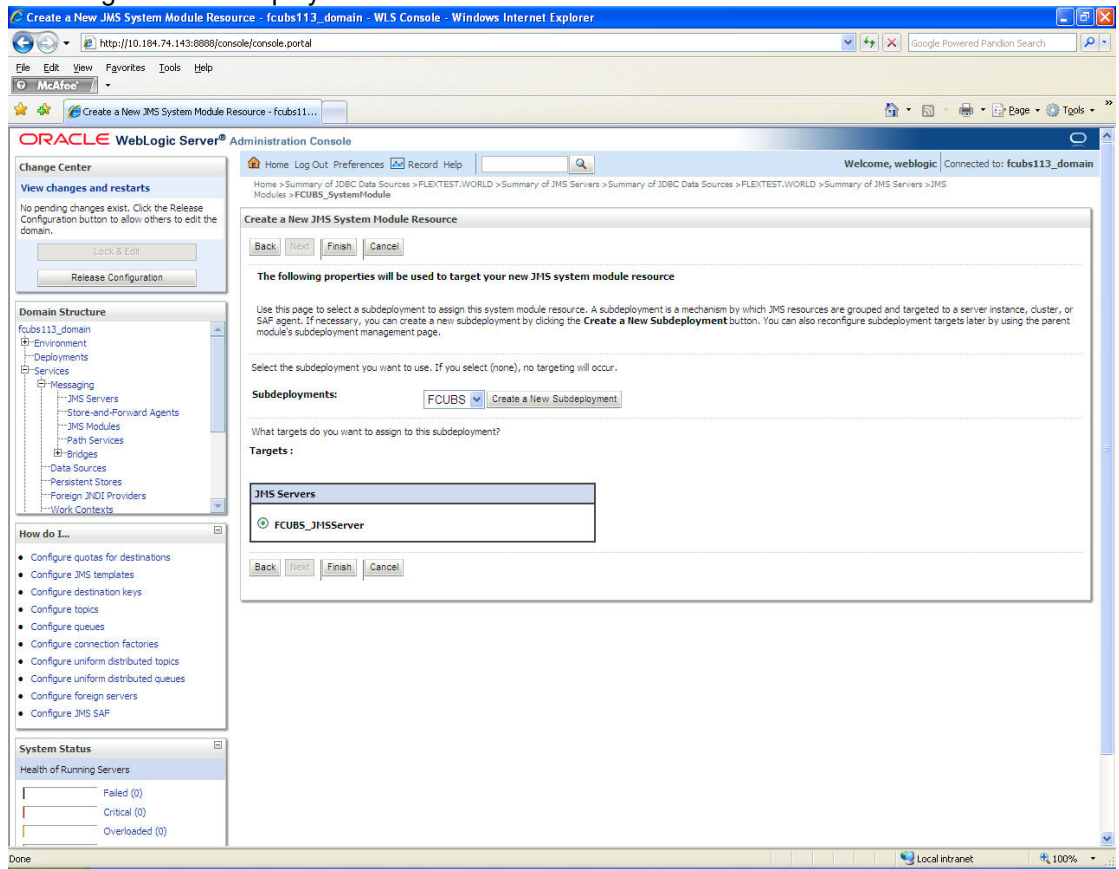 Create a New JMS System Module Resource - fcubs113_domain - WLS Console - Windows Internet Explorer
http://10.184.74.143:8888/console/console.portal
Google Powered Pandion Search
File Edit View Favorites Tools Help
McAfee
Create a New JMS System Module Resource - fcubs11...
Page Tools
ORACLE WebLogic Server® Administration Console
Change Center
View changes and restarts
No pending changes exist. Click the Release
Configuration button to allow others to edit the
domain.
Lock & Edit
Release Configuration
Domain Structure
fcubs113_domain
Environment
Deployments
Services
Messaging
JMS Servers
Store-and-Forward Agents
JMS Modules
Path Services
Bridges
Data Sources
Persistent Stores
Foreign JNDI Providers
Work Contexts
How do I...
Configure quotas for destinations
Configure JMS templates
Configure destination keys
Configure topics
Configure queues
Configure connection factories
Configure uniform distributed topics
Configure uniform distributed queues
Configure foreign servers
Configure JMS SAF
System Status
Health of Running Servers
Failed (0)
Critical (0)
Overloaded (0)
Home Log Out Preferences Record Help
Welcome, weblogic Connected to: fcubs113_domain
Home >Summary of JDBC Data Sources >FLEXTEST.WORLD >Summary of JMS Servers >Summary of JDBC Data Sources >FLEXTEST.WORLD >Summary of JMS Servers >JMS
Modules >FCUBS_SystemModule
Create a New JMS System Module Resource
Back Next Finish Cancel
The following properties will be used to target your new JMS system module resource
Use this page to select a subdeployment to assign this system module resource. A subdeployment is a mechanism by which JMS resources are grouped and targeted to a server instance, cluster, or
SAF agent. If necessary, you can create a new subdeployment by clicking the Create a New Subdeployment button. You can also reconfigure subdeployment targets later by using the parent
module's subdeployment management page.
Select the subdeployment you want to use. If you select (none), no targeting will occur.
Subdeployments: FCUBS Create a New Subdeployment
What targets do you want to assign to this subdeployment?
Targets :
JMS Servers
FCUBS_JMSServer
Back Next Finish Cancel
Done
Local intranet
100%